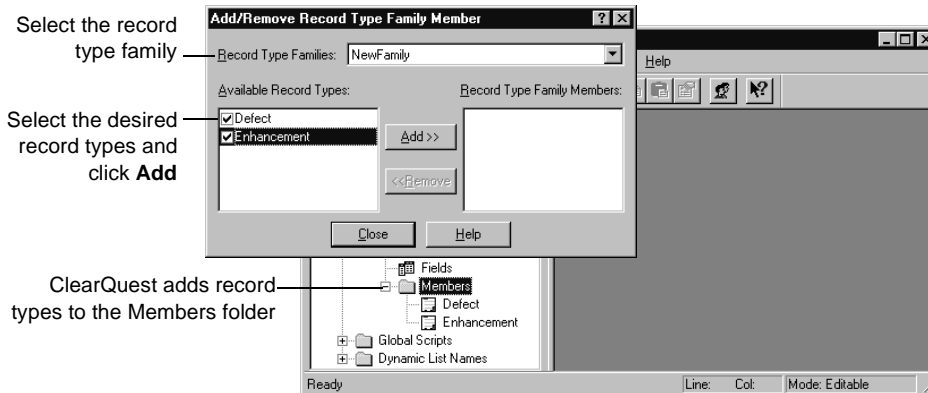 Select the record
type family
Add/Remove Record Type Family Member
Record Type Families: NewFamily
Help
Available Record Types:
Record Type Family Members:
Select the desired
record types and
click Add
Defect
Enhancement
Add >>
<<Remove
Close
Help
ClearQuest adds record
types to the Members folder
Fields
Members
Defect
Enhancement
Global Scripts
Dynamic List Names
Ready
Line: Col: Mode: Editable